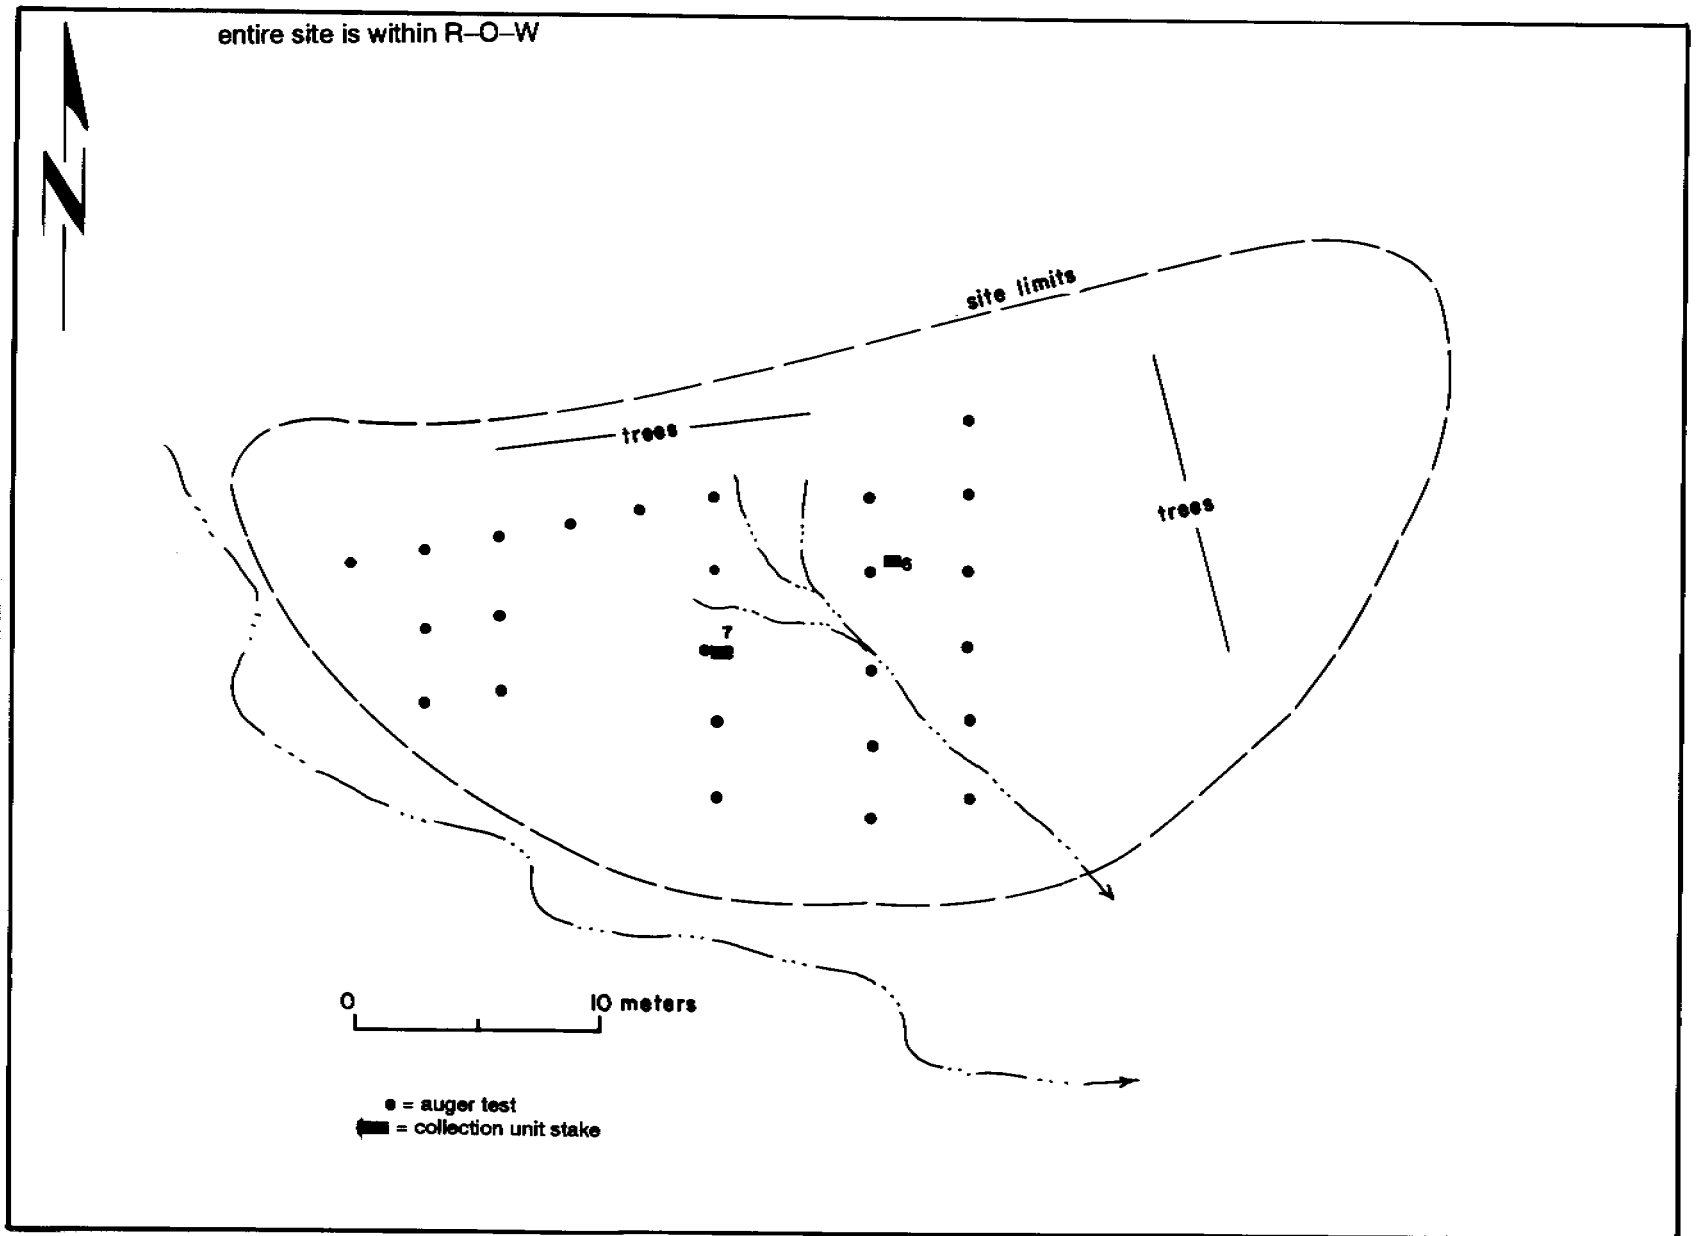 entire site is within R–O–W
N
site limits
trees
trees
6
7
0 10 meters
● = auger test
= collection unit stake